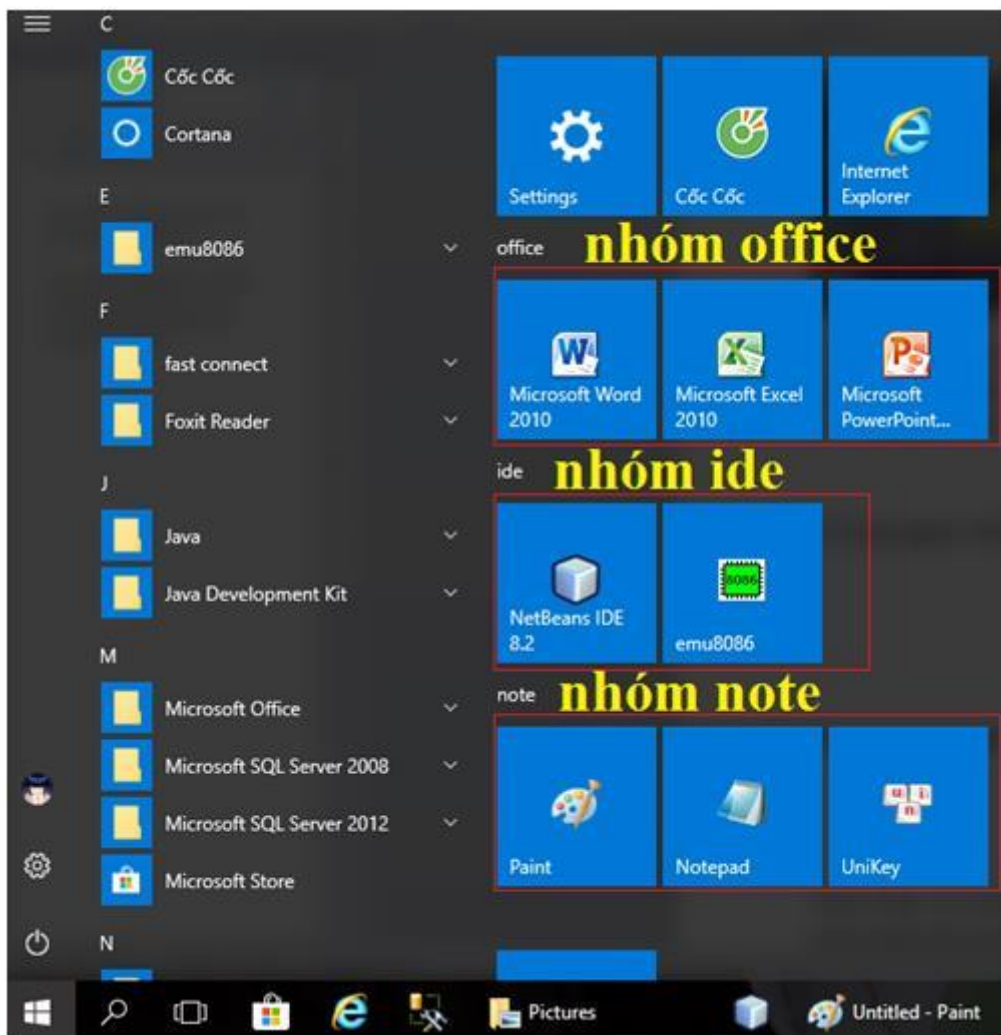 C
Cốc Cốc
Cortana
E
emu8086
F
fast connect
Foxit Reader
J
Java
Java Development Kit
M
Microsoft Office
Microsoft SQL Server 2008
Microsoft SQL Server 2012
Microsoft Store
N
Settings
Cốc Cốc
Internet
Explorer
office
nhóm office
Microsoft Word
2010
Microsoft Excel
2010
Microsoft
PowerPoint...
ide
nhóm ide
NetBeans IDE
8.2
8086
emu8086
note
nhóm note
Paint
Notepad
u n i
UniKey
Pictures
Untitled - Paint